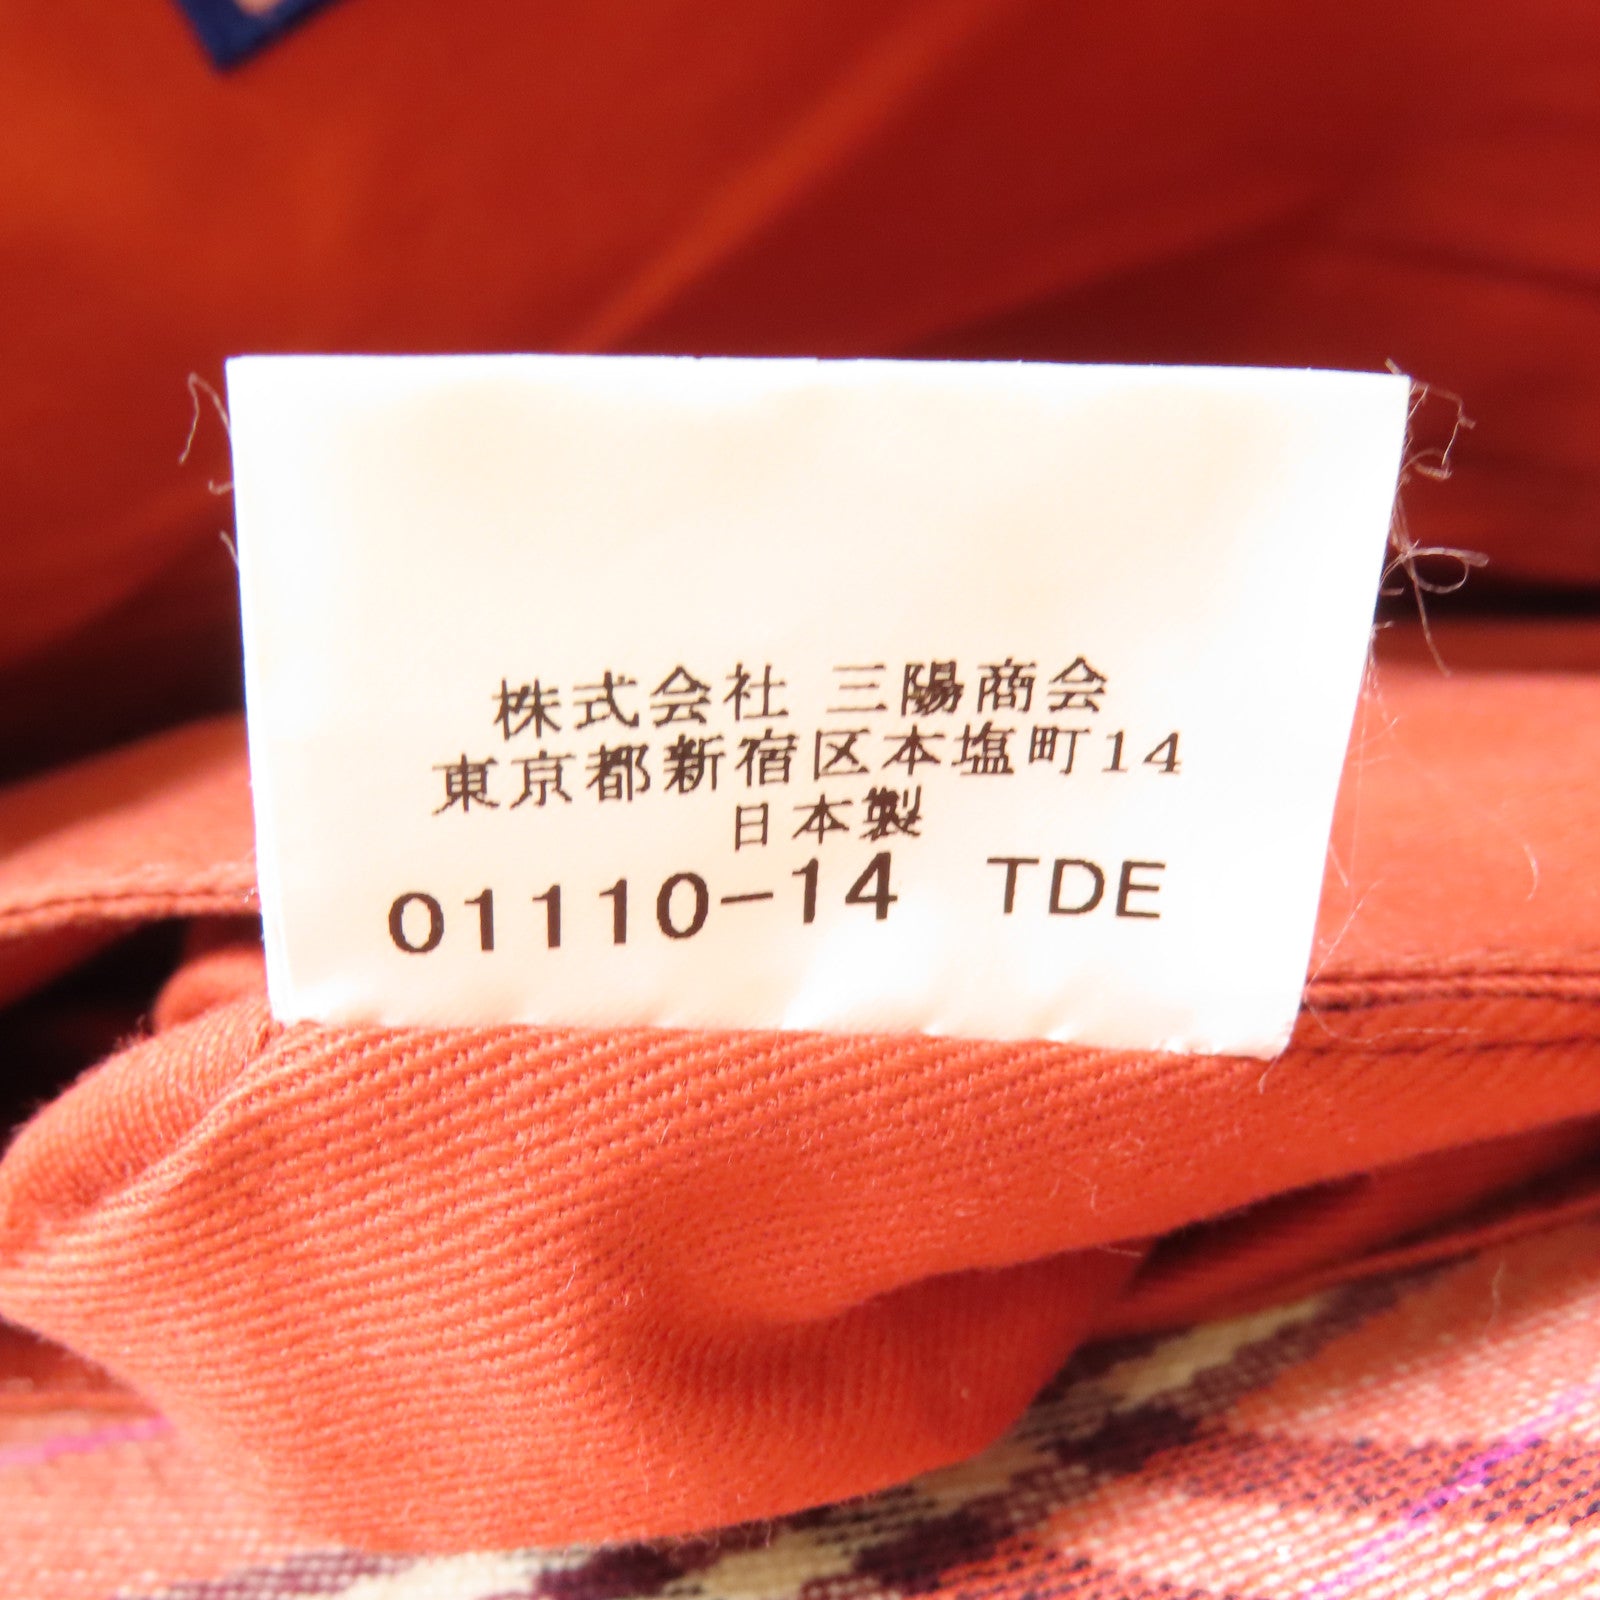 株式会社 三陽商会
東京都新宿区本塩町14
日本製
01110-14 TDE